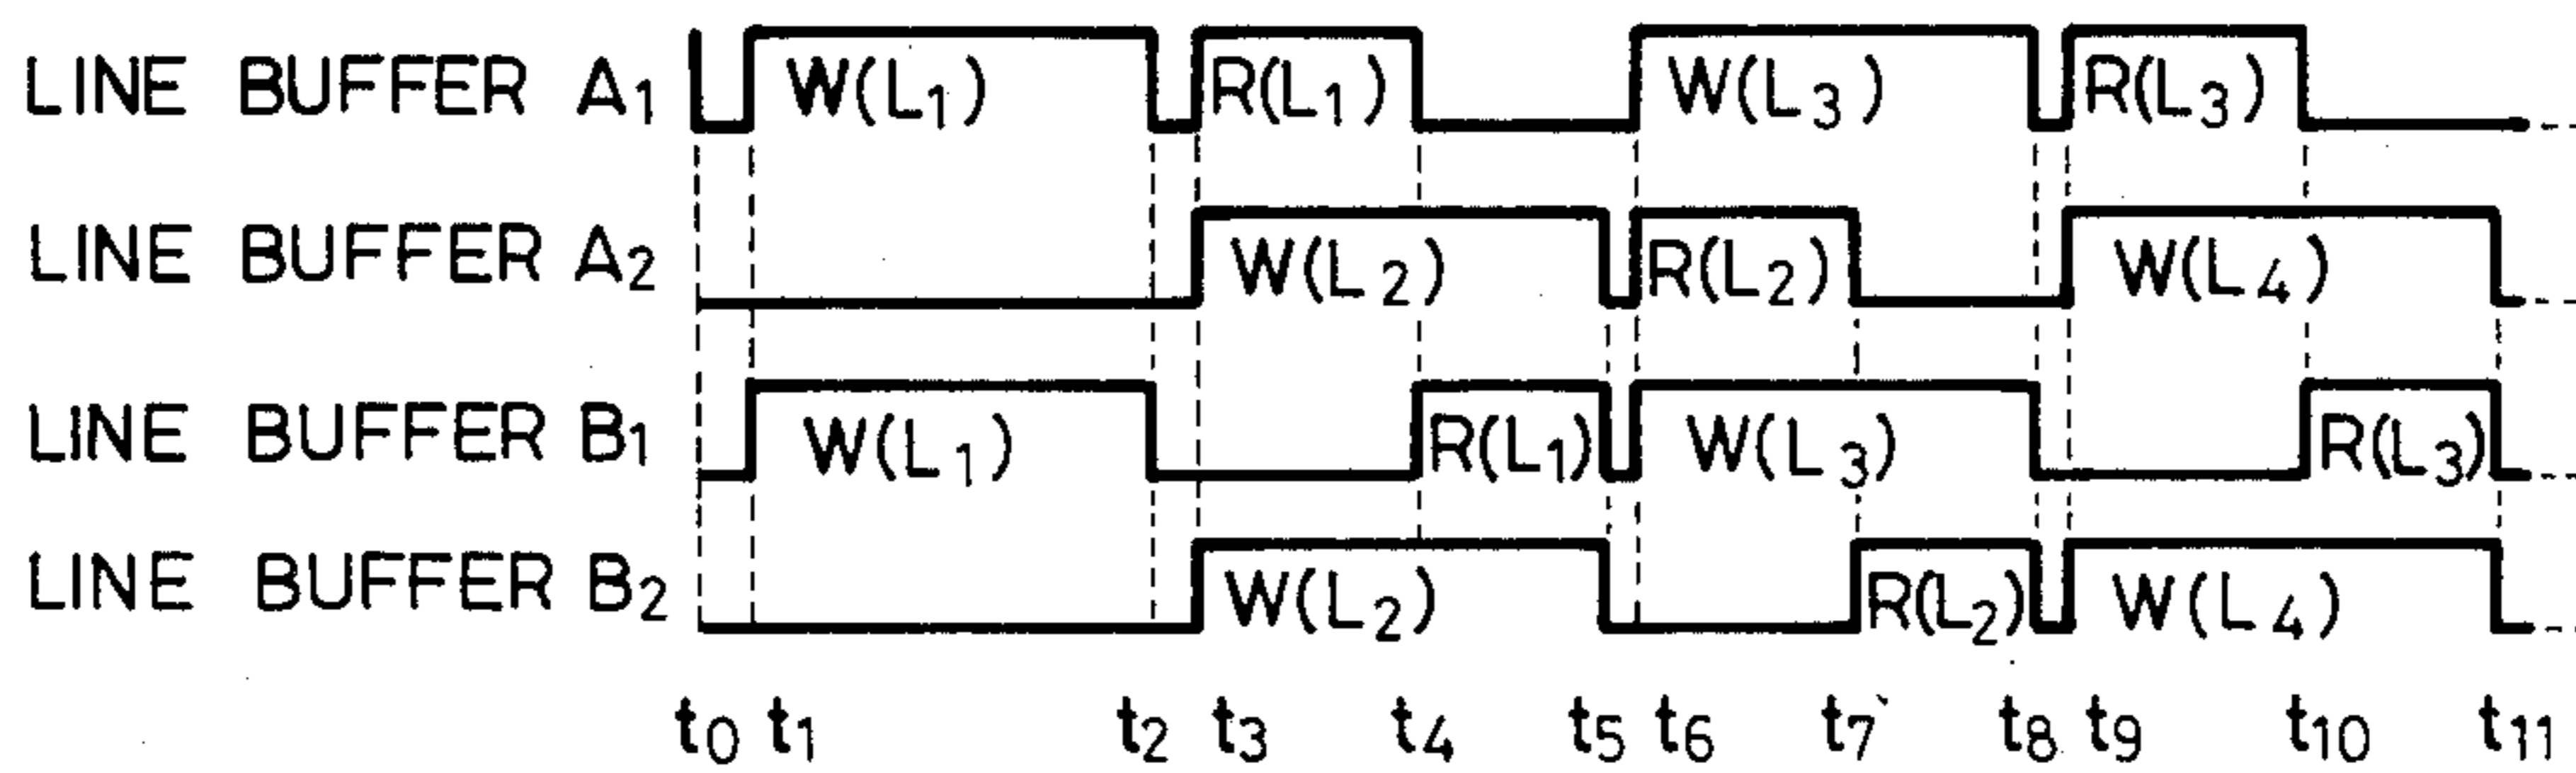 LINE BUFFER A1 W(L1) R(L1) W(L3) R(L3)
LINE BUFFER A2 W(L2) R(L2) W(L4)
LINE BUFFER B1 W(L1) R(L1) W(L3) R(L3)
LINE BUFFER B2 W(L2) R(L2) W(L4)
t0 t1 t2 t3 t4 t5 t6 t7 t8 t9 t10 t11